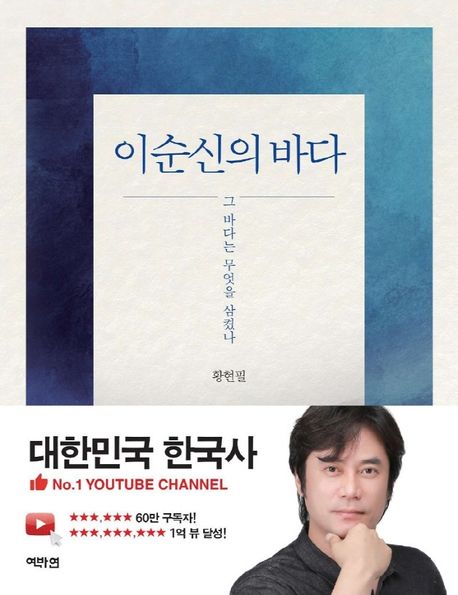 이순신의 바다
그 바다는 무엇을 삼켰나
황현필
대한민국 한국사
No.1 YOUTUBE CHANNEL
★★★,★★★ 60만 구독자!
★★★,★★★,★★★ 1억 뷰 달성!
역바연